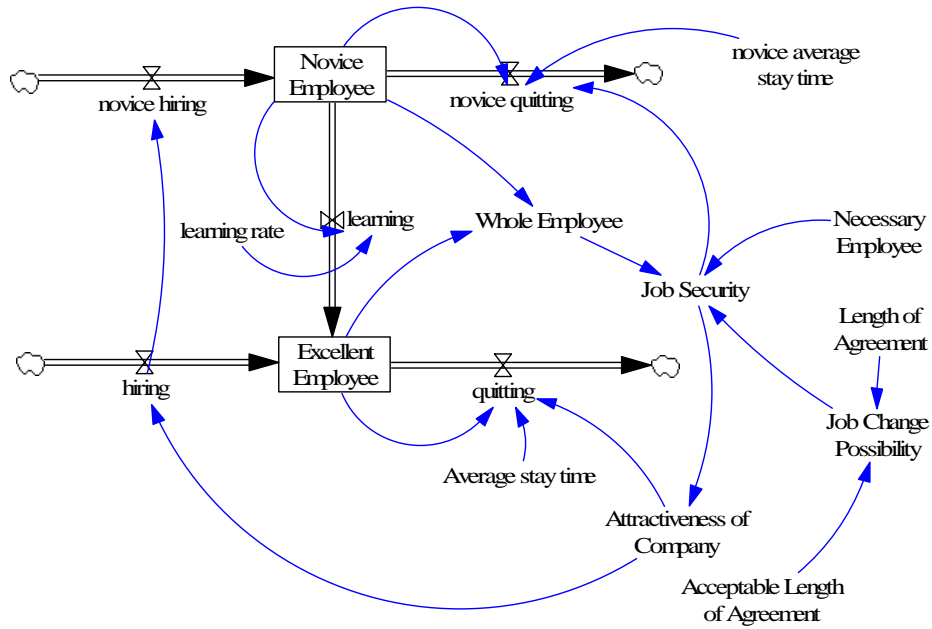 Novice
Employee
novice hiring
novice quitting
novice average
stay time
learning rate
learning
Whole Employee
Necessary
Employee
Job Security
Length of
Agreement
Excellent
Employee
hiring
quitting
Job Change
Possibility
Average stay time
Attractiveness of
Company
Acceptable Length
of Agreement